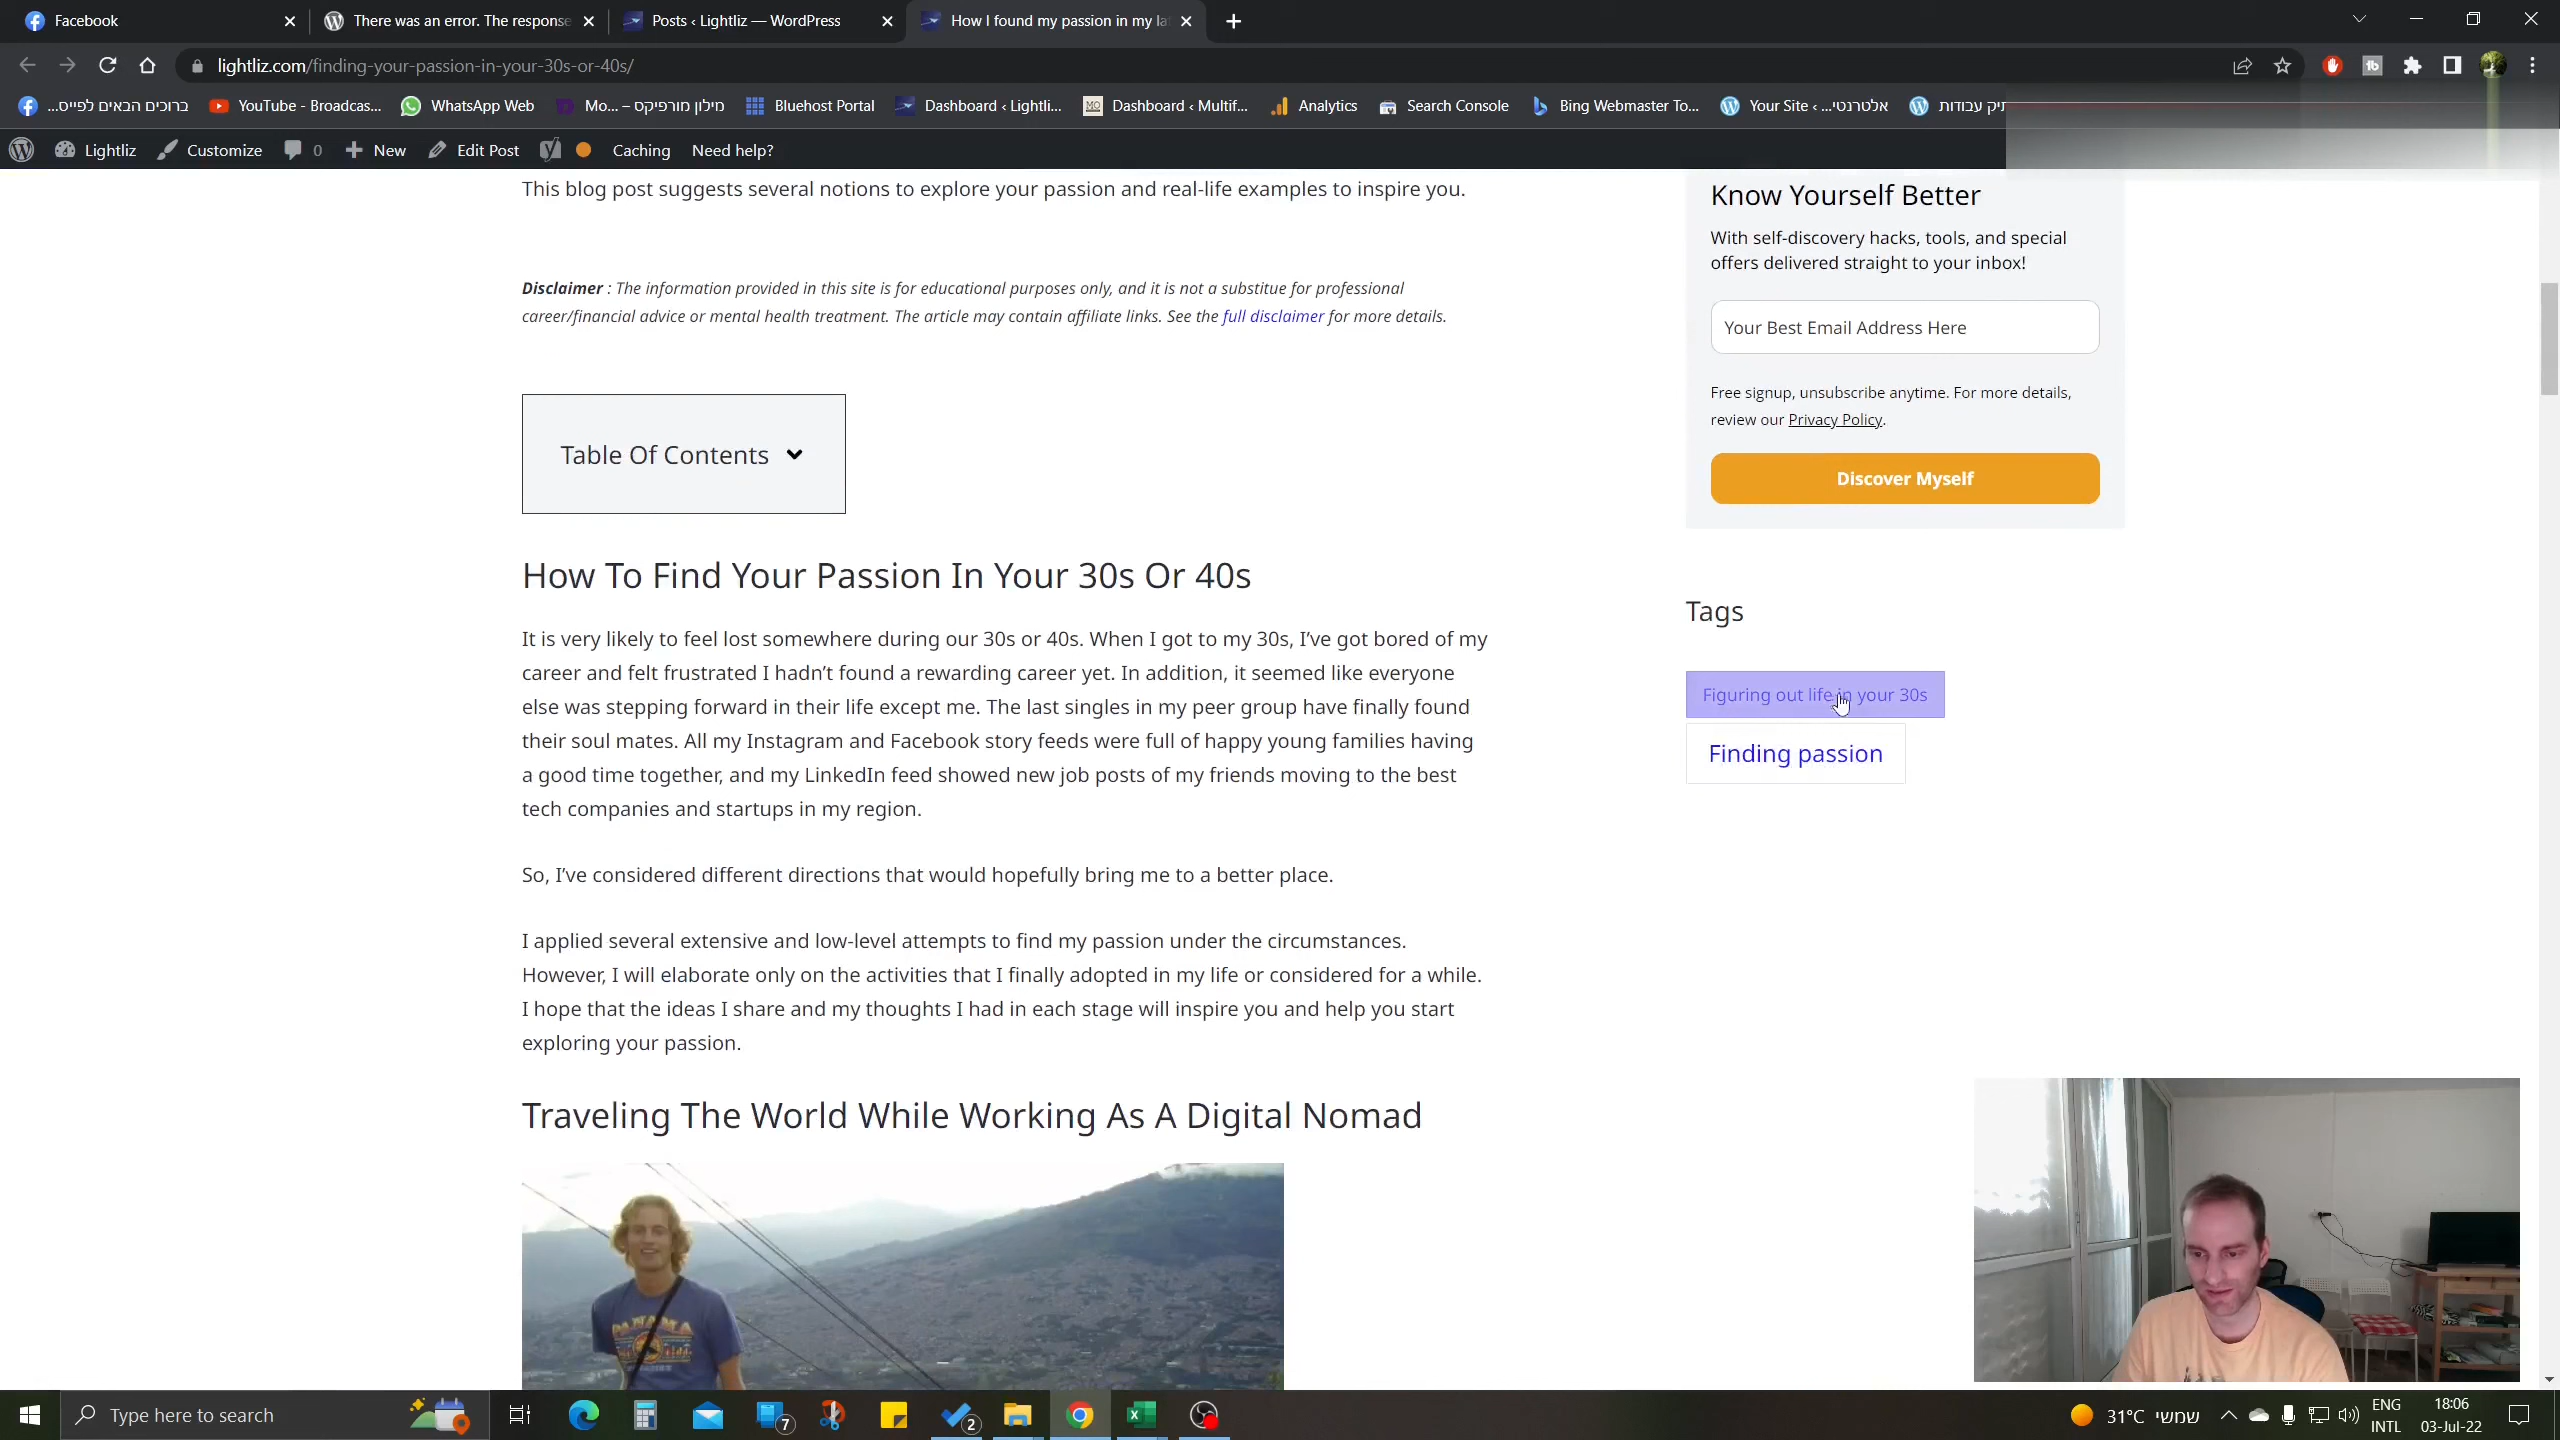 Facebook
There was an error. The response
Posts ‹ Lightliz — WordPress
How I found my passion in my la
lightliz.com/finding-your-passion-in-your-30s-or-40s/
ברוכים הבאים לפייס...
YouTube - Broadcas...
WhatsApp Web
מילון מורפיקס – Mo...
Bluehost Portal
Dashboard ‹ Lightli...
Dashboard ‹ Multif...
Analytics
Search Console
Bing Webmaster To...
Your Site ‹ אלטרנטי...
תיק עבודות
Lightliz
Customize
0
New
Edit Post
Caching
Need help?
This blog post suggests several notions to explore your passion and real-life examples to inspire you.
Disclaimer : The information provided in this site is for educational purposes only, and it is not a substitue for professional
career/financial advice or mental health treatment. The article may contain affiliate links. See the full disclaimer for more details.
Table Of Contents
How To Find Your Passion In Your 30s Or 40s
It is very likely to feel lost somewhere during our 30s or 40s. When I got to my 30s, I've got bored of my
career and felt frustrated I hadn't found a rewarding career yet. In addition, it seemed like everyone
else was stepping forward in their life except me. The last singles in my peer group have finally found
their soul mates. All my Instagram and Facebook story feeds were full of happy young families having
a good time together, and my LinkedIn feed showed new job posts of my friends moving to the best
tech companies and startups in my region.
So, I've considered different directions that would hopefully bring me to a better place.
I applied several extensive and low-level attempts to find my passion under the circumstances.
However, I will elaborate only on the activities that I finally adopted in my life or considered for a while.
I hope that the ideas I share and my thoughts I had in each stage will inspire you and help you start
exploring your passion.
Traveling The World While Working As A Digital Nomad
PANAMA
Know Yourself Better
With self-discovery hacks, tools, and special
offers delivered straight to your inbox!
Your Best Email Address Here
Free signup, unsubscribe anytime. For more details,
review our Privacy Policy.
Discover Myself
Tags
Figuring out life in your 30s
Finding passion
Type here to search
7
2
31°C שמשי
ENG
INTL
18:06
03-Jul-22